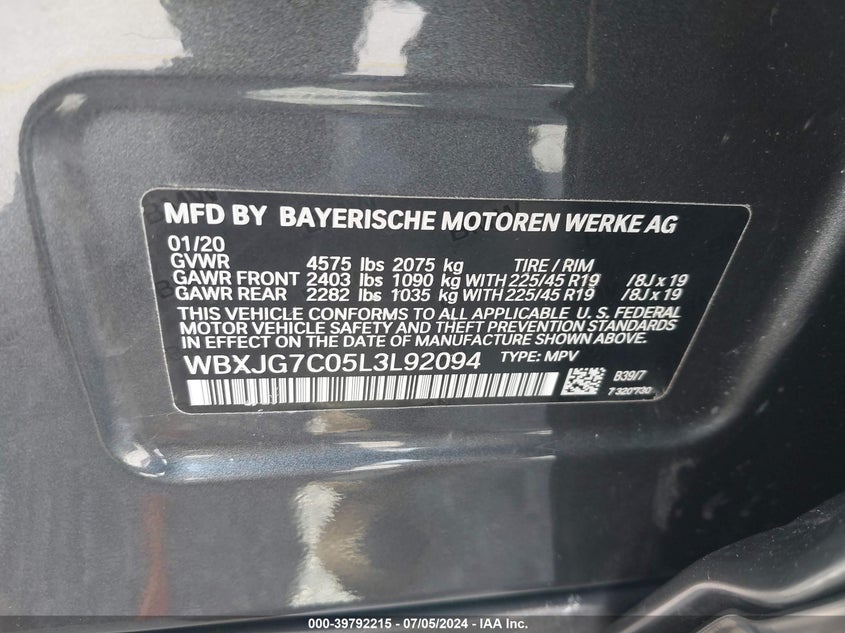 MFD BY BAYERISCHE MOTOREN WERKE AG
01/20
GVWR 4575 lbs 2075 kg TIRE / RIM
GAWR FRONT 2403 lbs 1090 kg WITH 225/45 R19 /8J x 19
GAWR REAR 2282 lbs 1035 kg WITH 225/45 R19 /8J x 19
THIS VEHICLE CONFORMS TO ALL APPLICABLE U. S. FEDERAL
MOTOR VEHICLE SAFETY AND THEFT PREVENTION STANDARDS
IN EFFECT ON THE DATE OF MANUFACTURE SHOWN ABOVE.
WBXJG7C05L3L92094 TYPE: MPV
B39/7
7 320*730
000-39792215 - 07/05/2024 - IAA Inc.